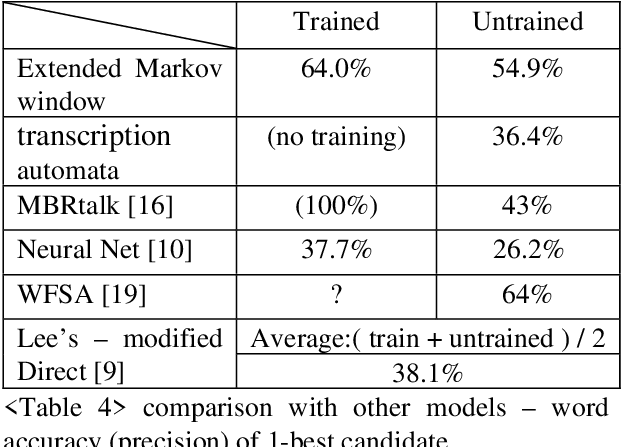 Trained Untrained
Extended Markov 64.0% 54.9%
window
transcription (no training) 36.4%
automata
MBRtalk [16] (100%) 43%
Neural Net [10] 37.7% 26.2%
WFSA [19] ? 64%
Lee's – modified Average:( train + untrained ) / 2
Direct [9] 38.1%
<Table 4> comparison with other models – word
accuracy (precision) of 1-best candidate